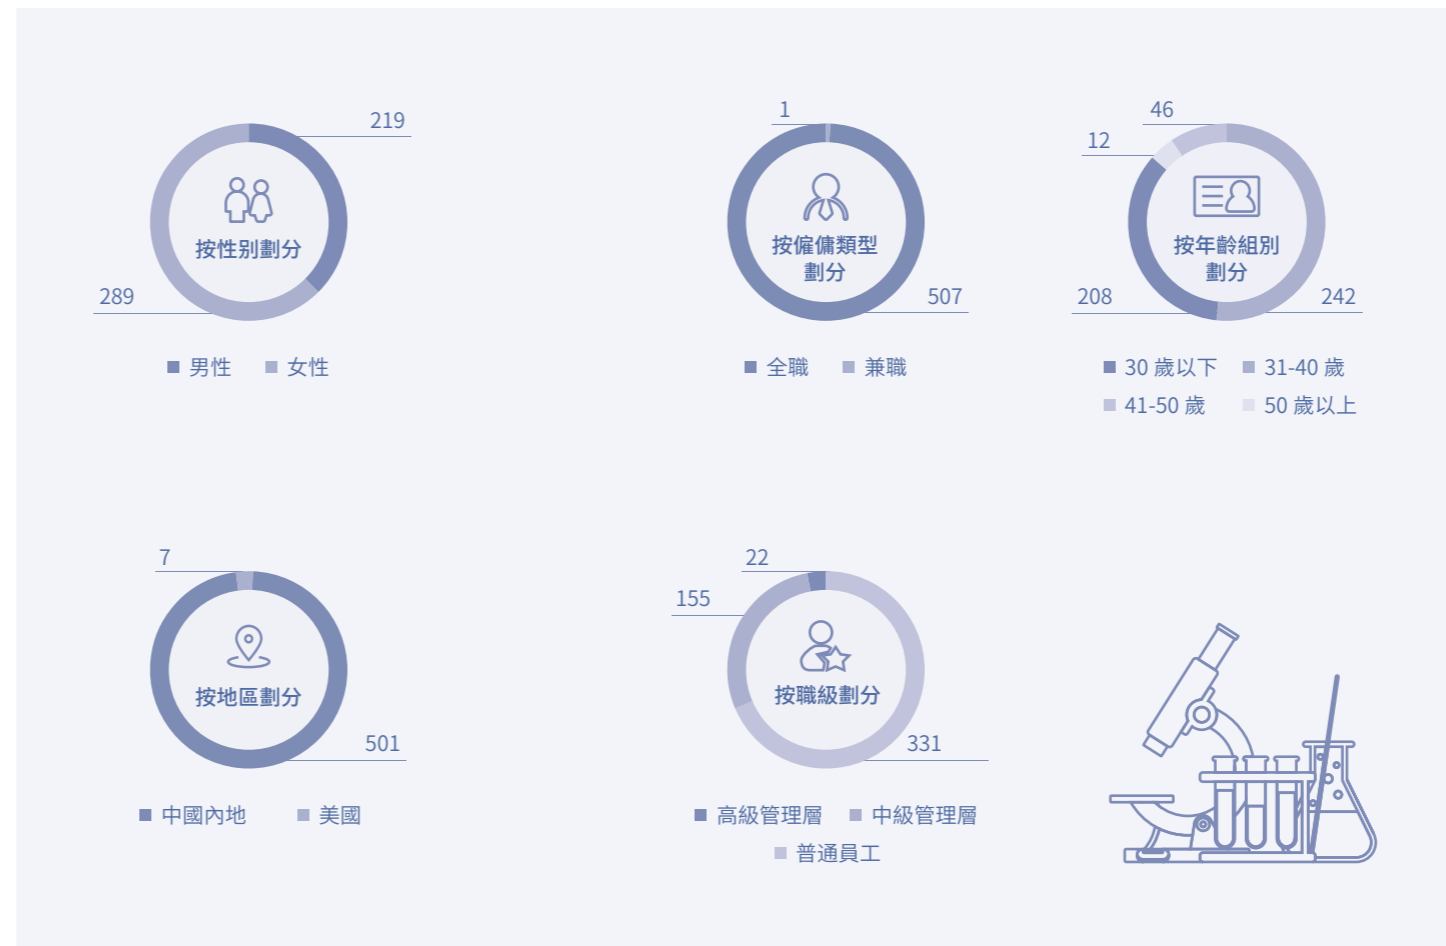 219
按性別劃分
289
男性
女性
1
按僱傭類型
劃分
507
全職
兼職
46
12
按年齡組別
劃分
208
242
30 歲以下
31-40 歲
41-50 歲
50 歲以上
7
按地區劃分
501
中國內地
美國
22
155
按職級劃分
331
高級管理層
中級管理層
普通員工